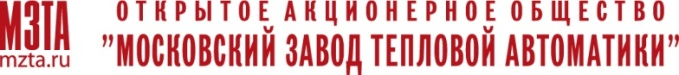 МЗТА
mzta.ru
ОТКРЫТОЕ АКЦИОНЕРНОЕ ОБЩЕСТВО
"МОСКОВСКИЙ ЗАВОД ТЕПЛОВОЙ АВТОМАТИКИ"